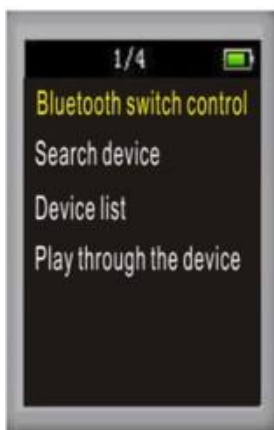 1/4
Bluetooth switch control
Search device
Device list
Play through the device